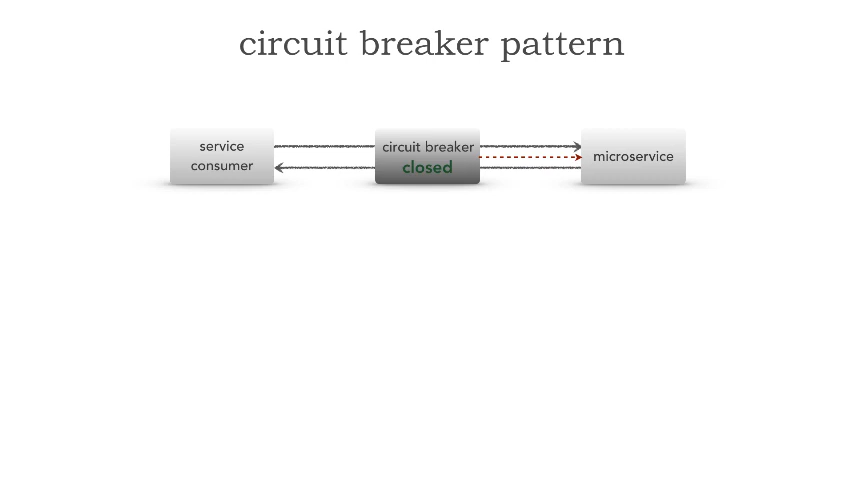 circuit breaker pattern
service
consumer
circuit breaker
closed
microservice